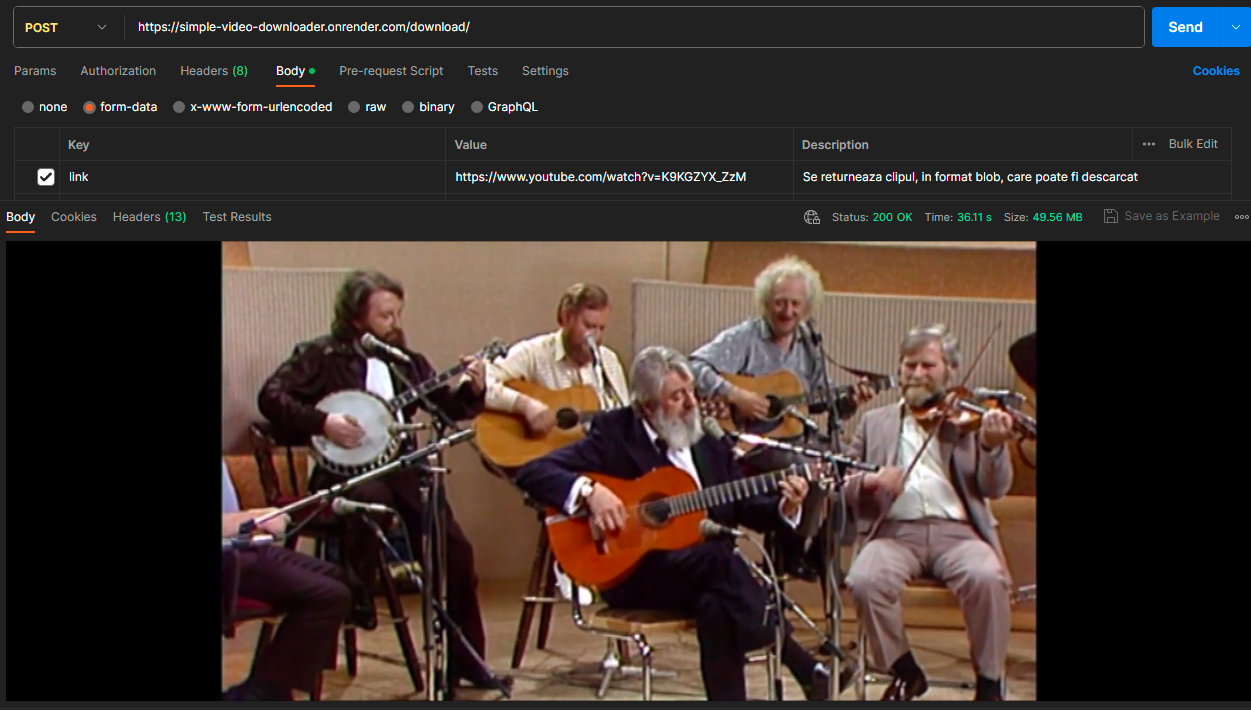 POST https://simple-video-downloader.onrender.com/download/ Send
Params Authorization Headers (8) Body Pre-request Script Tests Settings Cookies
none form-data x-www-form-urlencoded raw binary GraphQL
Key Value Description Bulk Edit
link https://www.youtube.com/watch?v=K9KGZYX_ZzM Se returneaza clipul, in format blob, care poate fi descarcat
Body Cookies Headers (13) Test Results Status: 200 OK Time: 36.11 s Size: 49.56 MB Save as Example